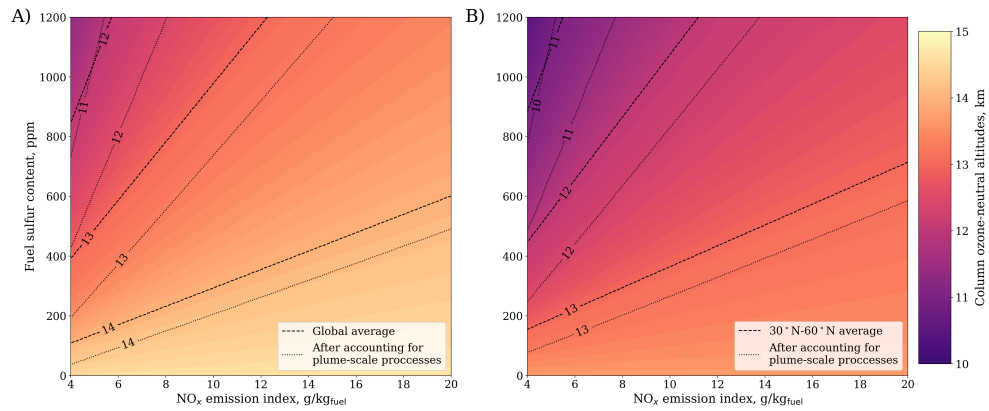 A)
B)
1200
1000
800
600
400
200
0
Fuel sulfur content, ppm
4 6 8 10 12 14 16 18 20
NOx emission index, g/kgfuel
12
11
12
13
13
14
14
Global average
After accounting for
plume-scale proccesses
1200
1000
800
600
400
200
0
4 6 8 10 12 14 16 18 20
NOx emission index, g/kgfuel
11
10
11
12
12
13
13
30°N-60°N average
After accounting for
plume-scale proccesses
15
14
13
12
11
10
Column ozone-neutral altitudes, km